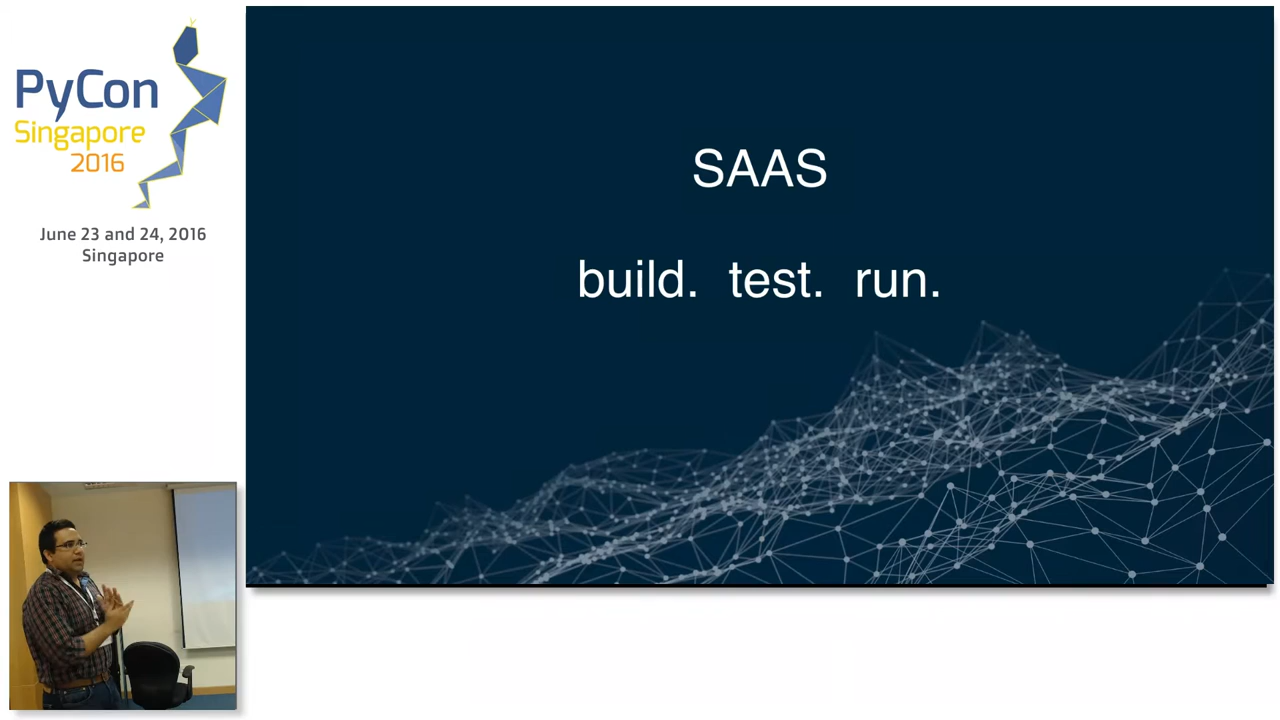 PyCon
Singapore
2016
June 23 and 24, 2016
Singapore
SAAS
build. test. run.